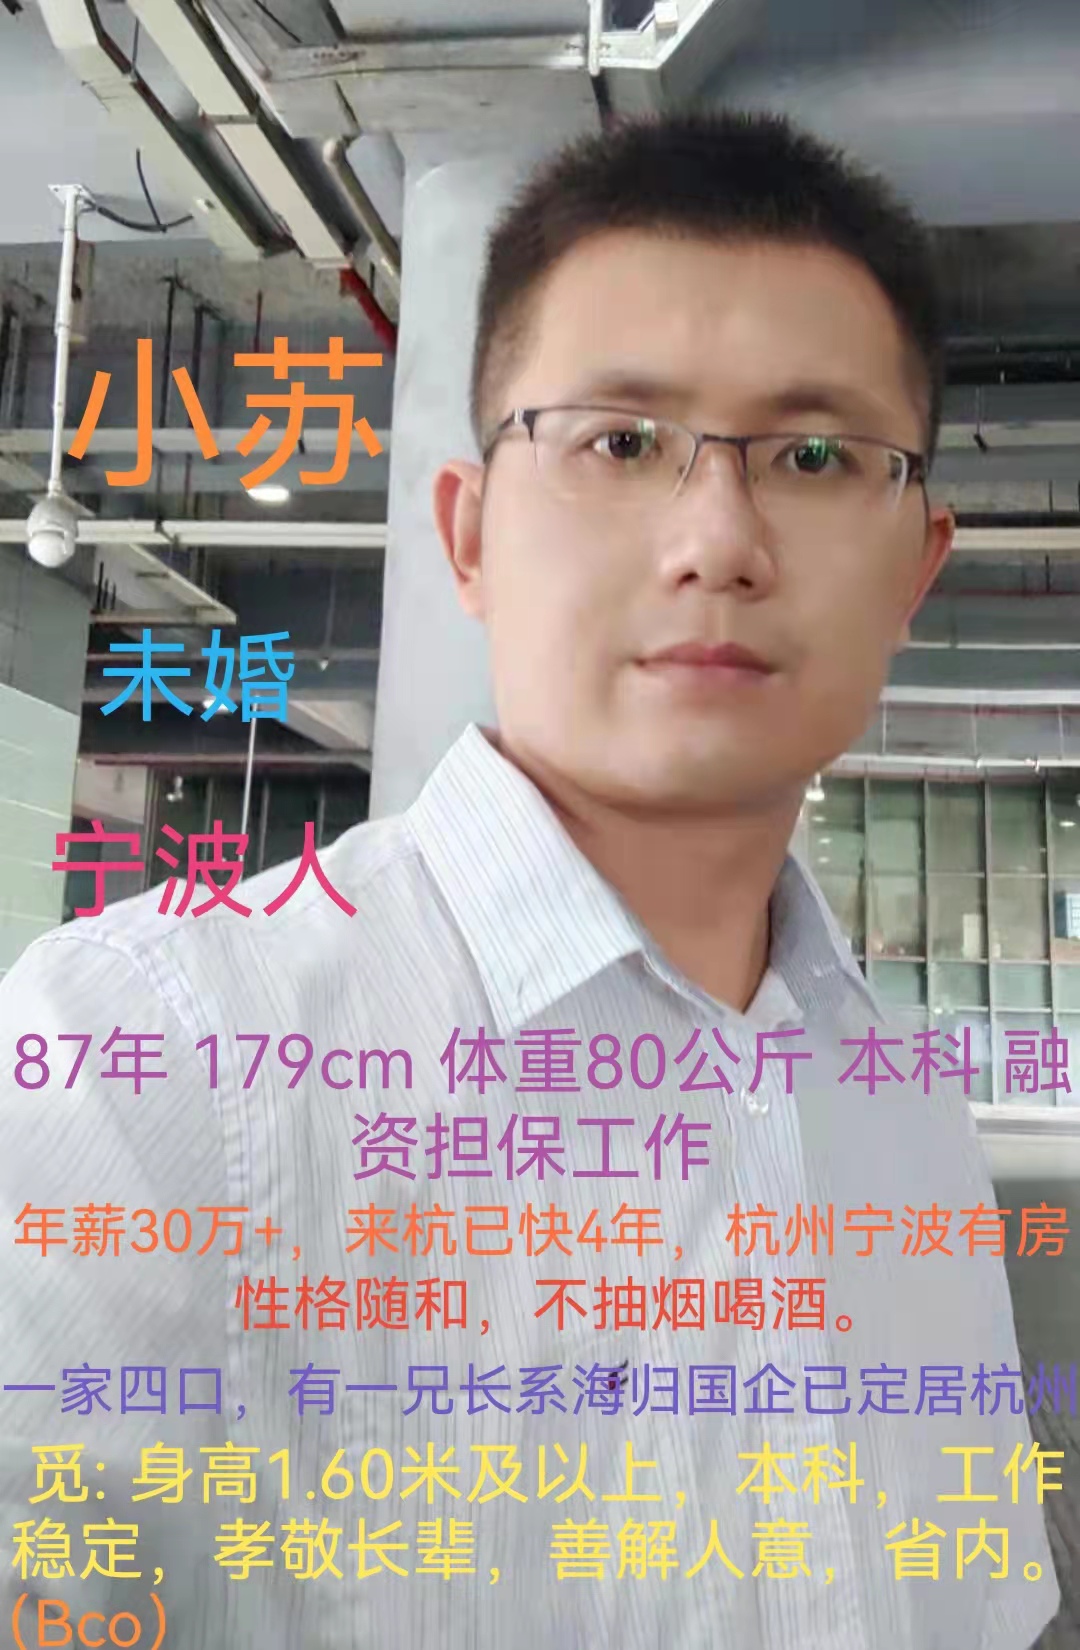 小苏
未婚
宁波人
87年 179cm 体重80公斤 本科 融
资担保工作
年薪30万+，来杭已快4年，杭州宁波有房
性格随和，不抽烟喝酒。
一家四口，有一兄长系海归国企已定居杭州
觅: 身高1.60米及以上，本科，工作
稳定，孝敬长辈，善解人意，省内。
(Bco)